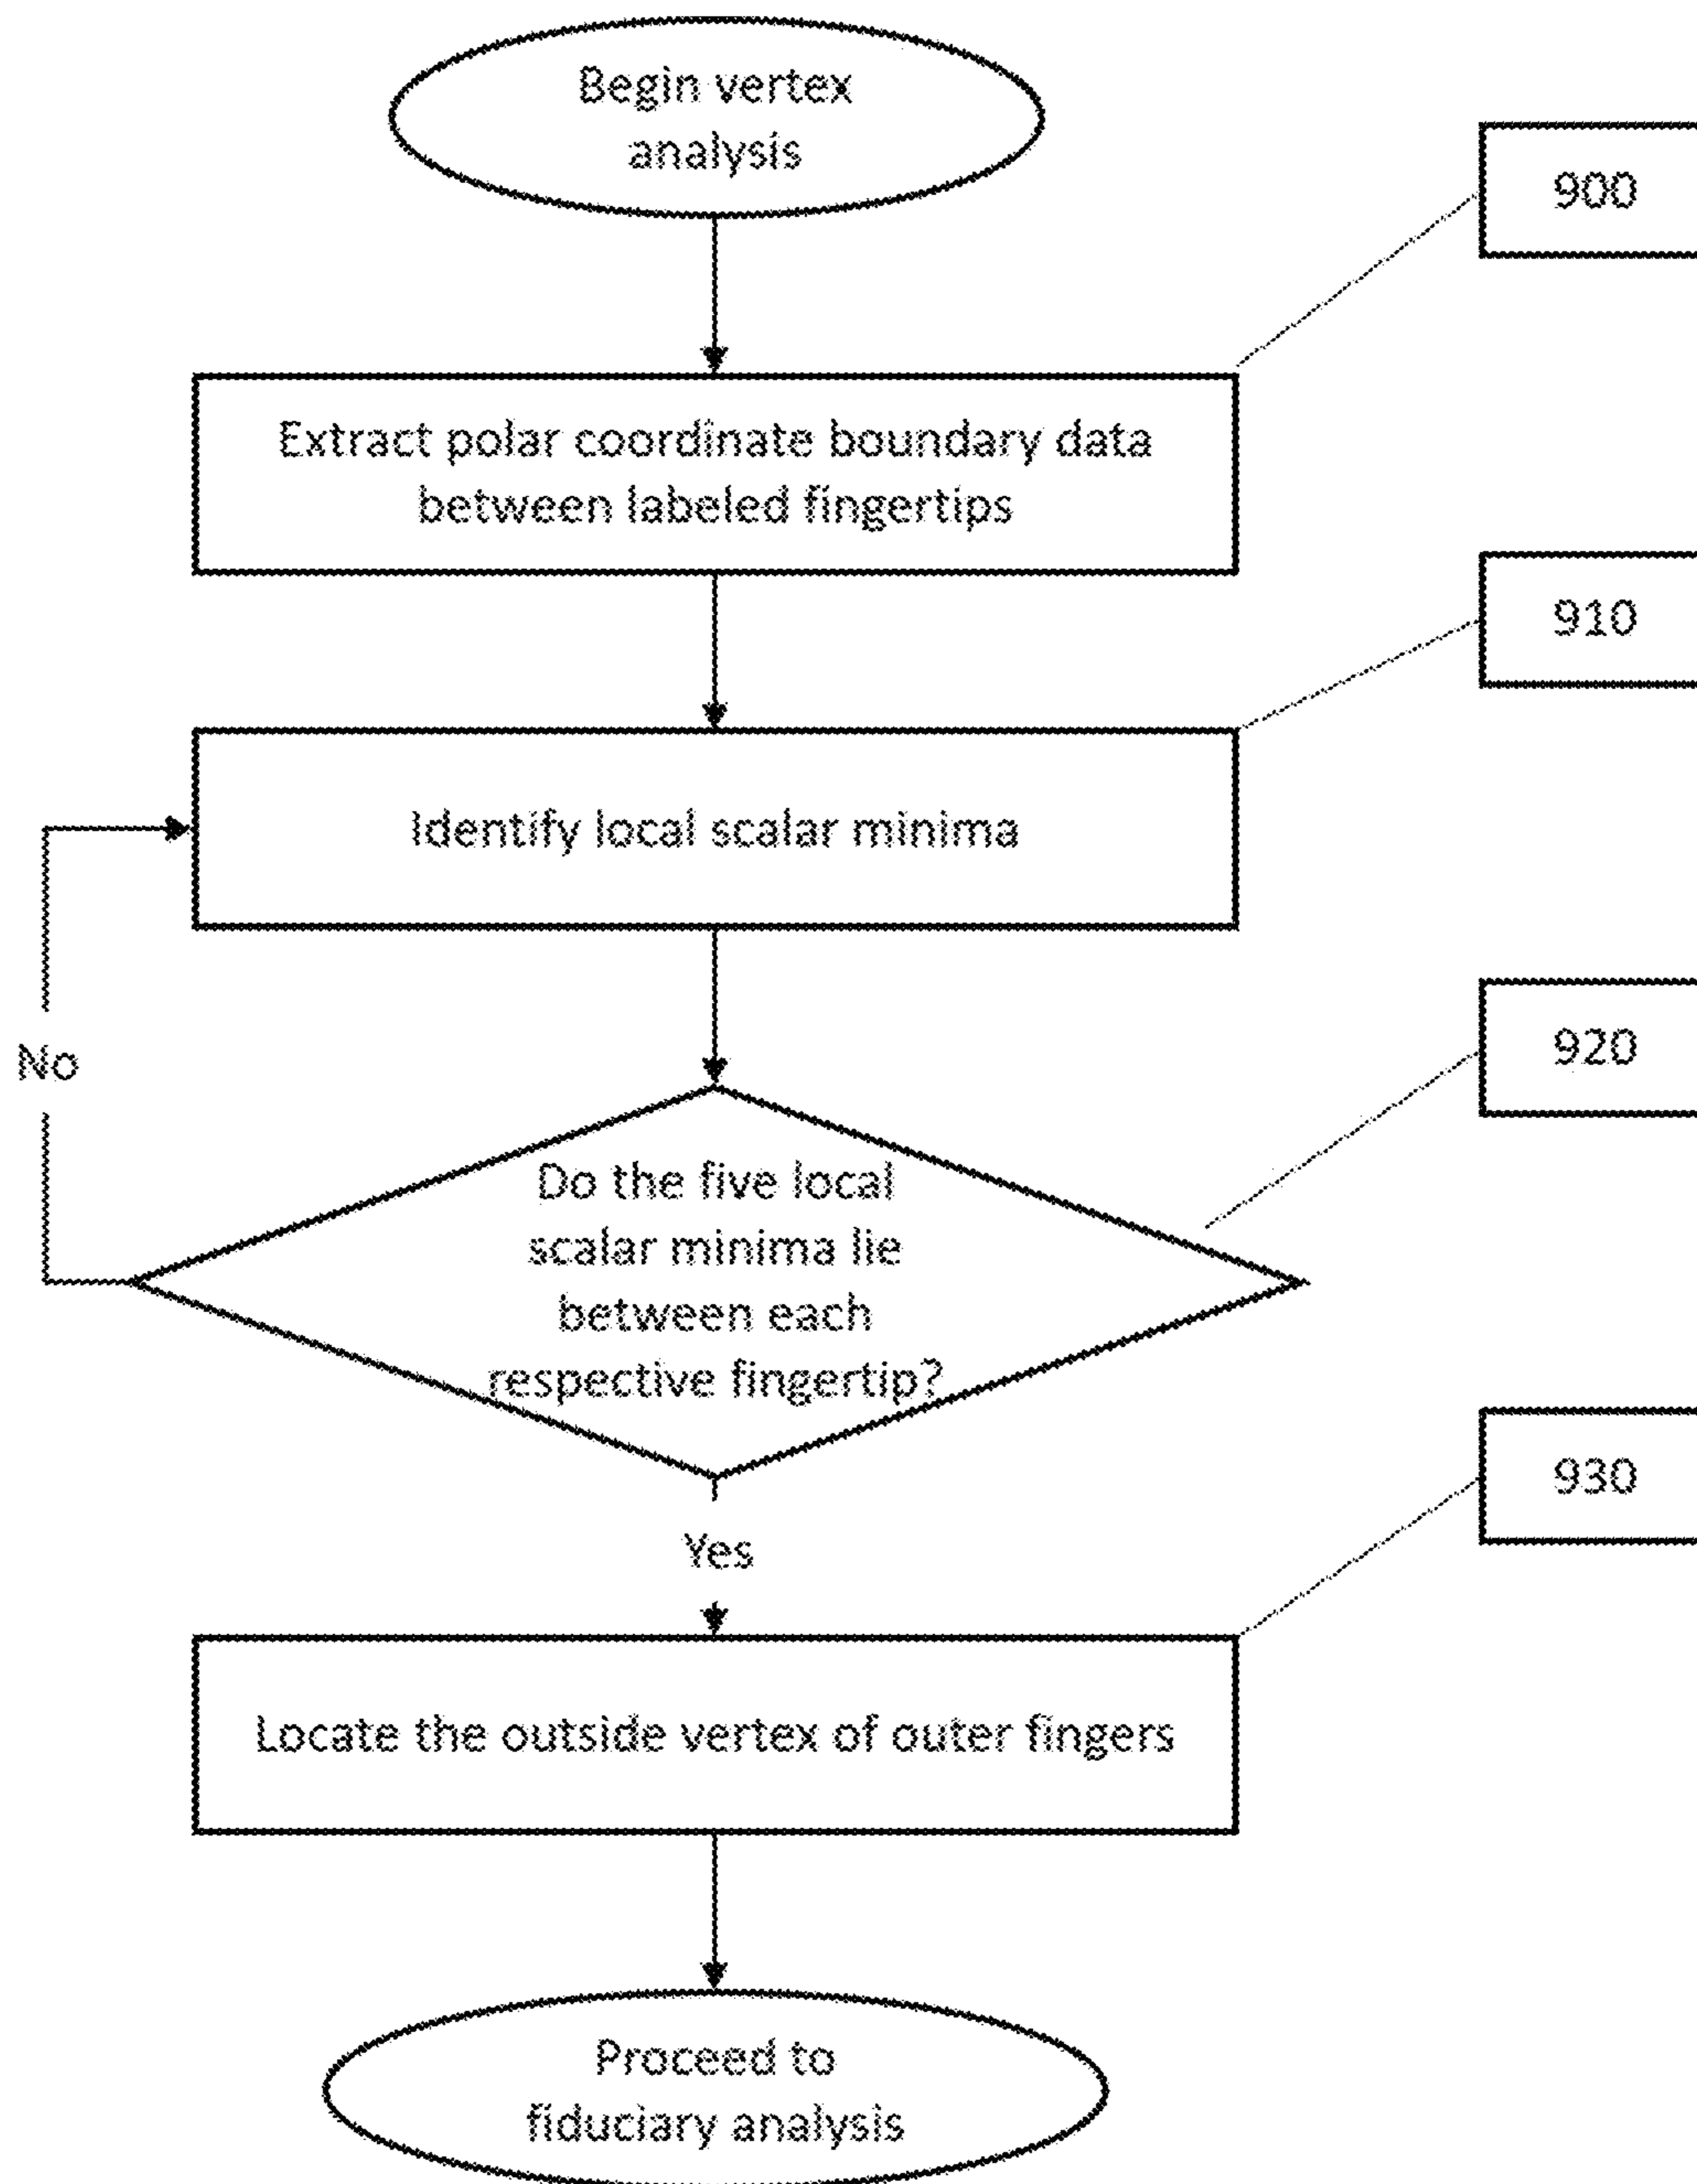 Begin vertex
analysis
900
Extract polar coordinate boundary data
between labeled fingertips
910
Identify local scalar minima
No
920
Do the five local
scalar minima lie
between each
respective fingertip?
930
Yes
Locate the outside vertex of outer fingers
Proceed to
fiduciary analysis